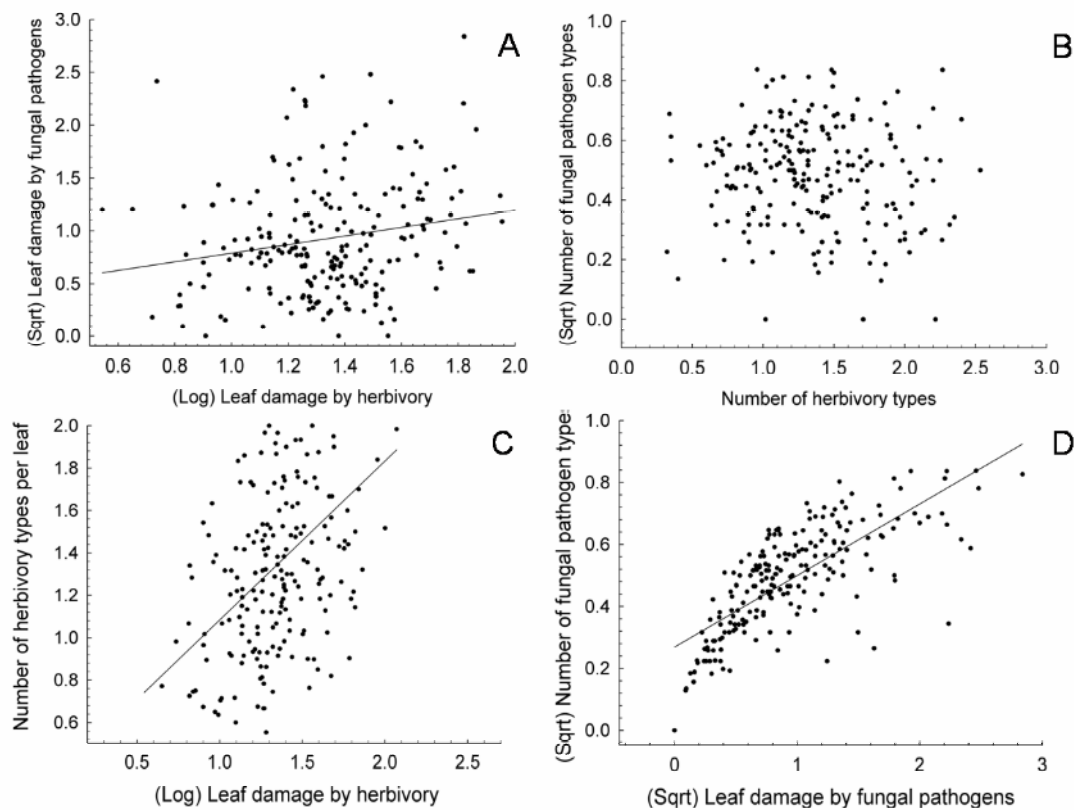 A
(Sqrt) Leaf damage by fungal pathogens
3.0
2.5
2.0
1.5
1.0
0.5
0.0
0.6 0.8 1.0 1.2 1.4 1.6 1.8 2.0
(Log) Leaf damage by herbivory
B
(Sqrt) Number of fungal pathogen types
1.0
0.8
0.6
0.4
0.2
0.0
0.0 0.5 1.0 1.5 2.0 2.5 3.0
Number of herbivory types
C
Number of herbivory types per leaf
2.0
1.8
1.6
1.4
1.2
1.0
0.8
0.6
0.5 1.0 1.5 2.0 2.5
(Log) Leaf damage by herbivory
D
(Sqrt) Number of fungal pathogen type
1.0
0.8
0.6
0.4
0.2
0.0
0 1 2 3
(Sqrt) Leaf damage by fungal pathogens